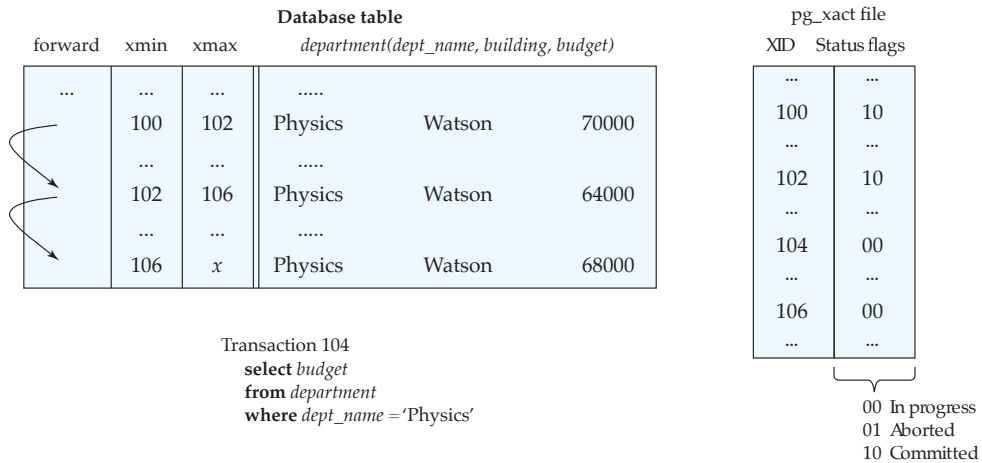 Database table
forward xmin xmax department(dept_name, building, budget)
... ... ... .....
100 102 Physics Watson 70000
... ... .....
102 106 Physics Watson 64000
... ... .....
106 x Physics Watson 68000
Transaction 104
select budget
from department
where dept_name = ‘Physics’
pg_xact file
XID Status flags
... ...
100 10
... ...
102 10
... ...
104 00
... ...
106 00
... ...
00 In progress
01 Aborted
10 Committed